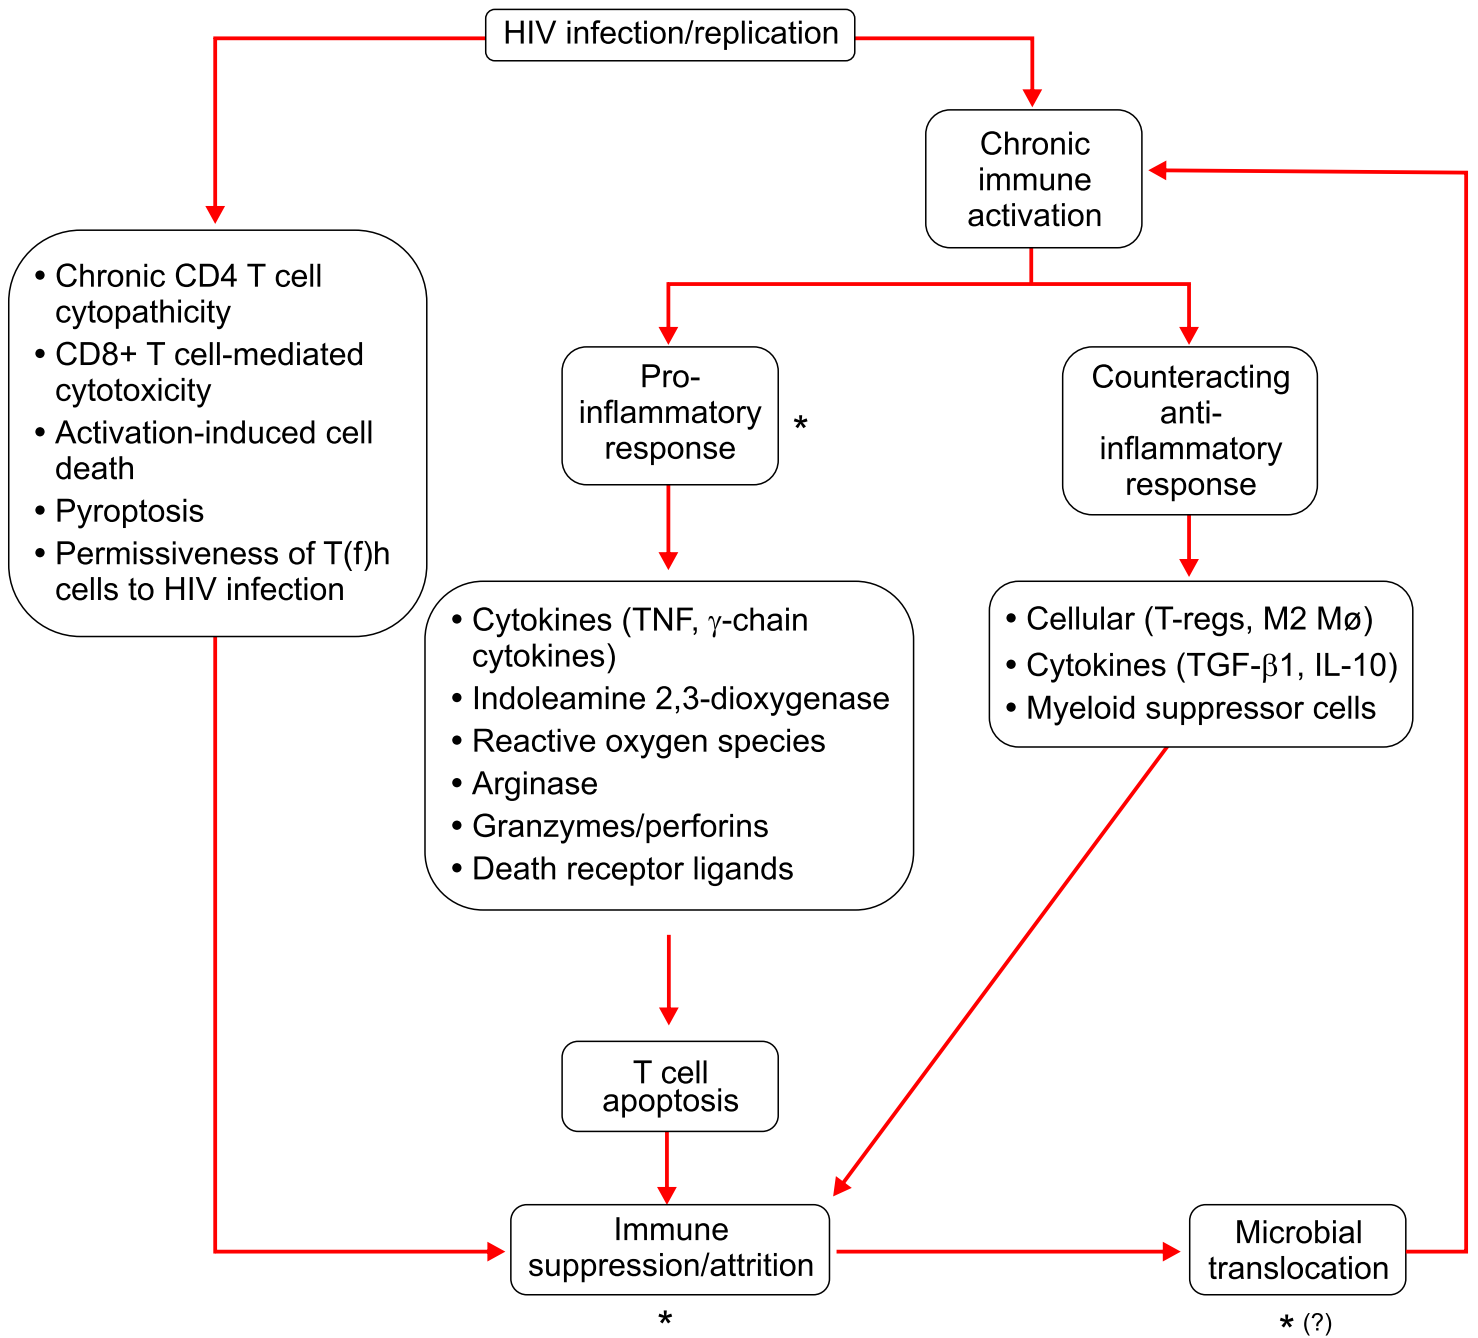 HIV infection/replication
Chronic
immune
activation
• Chronic CD4 T cell
cytopathicity
• CD8+ T cell-mediated
cytotoxicity
• Activation-induced cell
death
• Pyroptosis
• Permissiveness of T(f)h
cells to HIV infection
Pro-
inflammatory
response
*
Counteracting
anti-
inflammatory
response
• Cytokines (TNF, γ-chain
cytokines)
• Indoleamine 2,3-dioxygenase
• Reactive oxygen species
• Arginase
• Granzymes/perforins
• Death receptor ligands
• Cellular (T-regs, M2 Mø)
• Cytokines (TGF-β1, IL-10)
• Myeloid suppressor cells
T cell
apoptosis
Immune
suppression/attrition
*
Microbial
translocation
* (?)